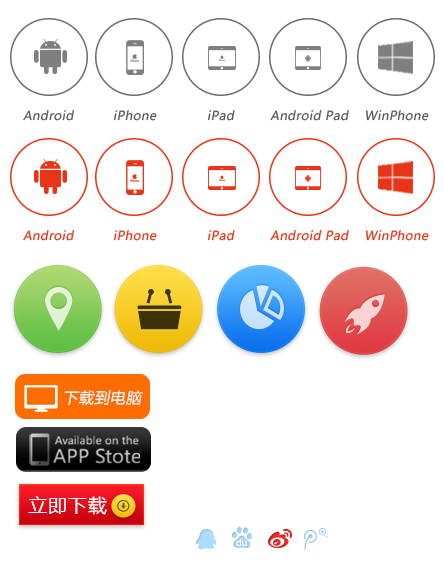 Android iPhone iPad Android Pad WinPhone
Android iPhone iPad Android Pad WinPhone
下载到电脑
Available on the
APP Stote
立即下载
du